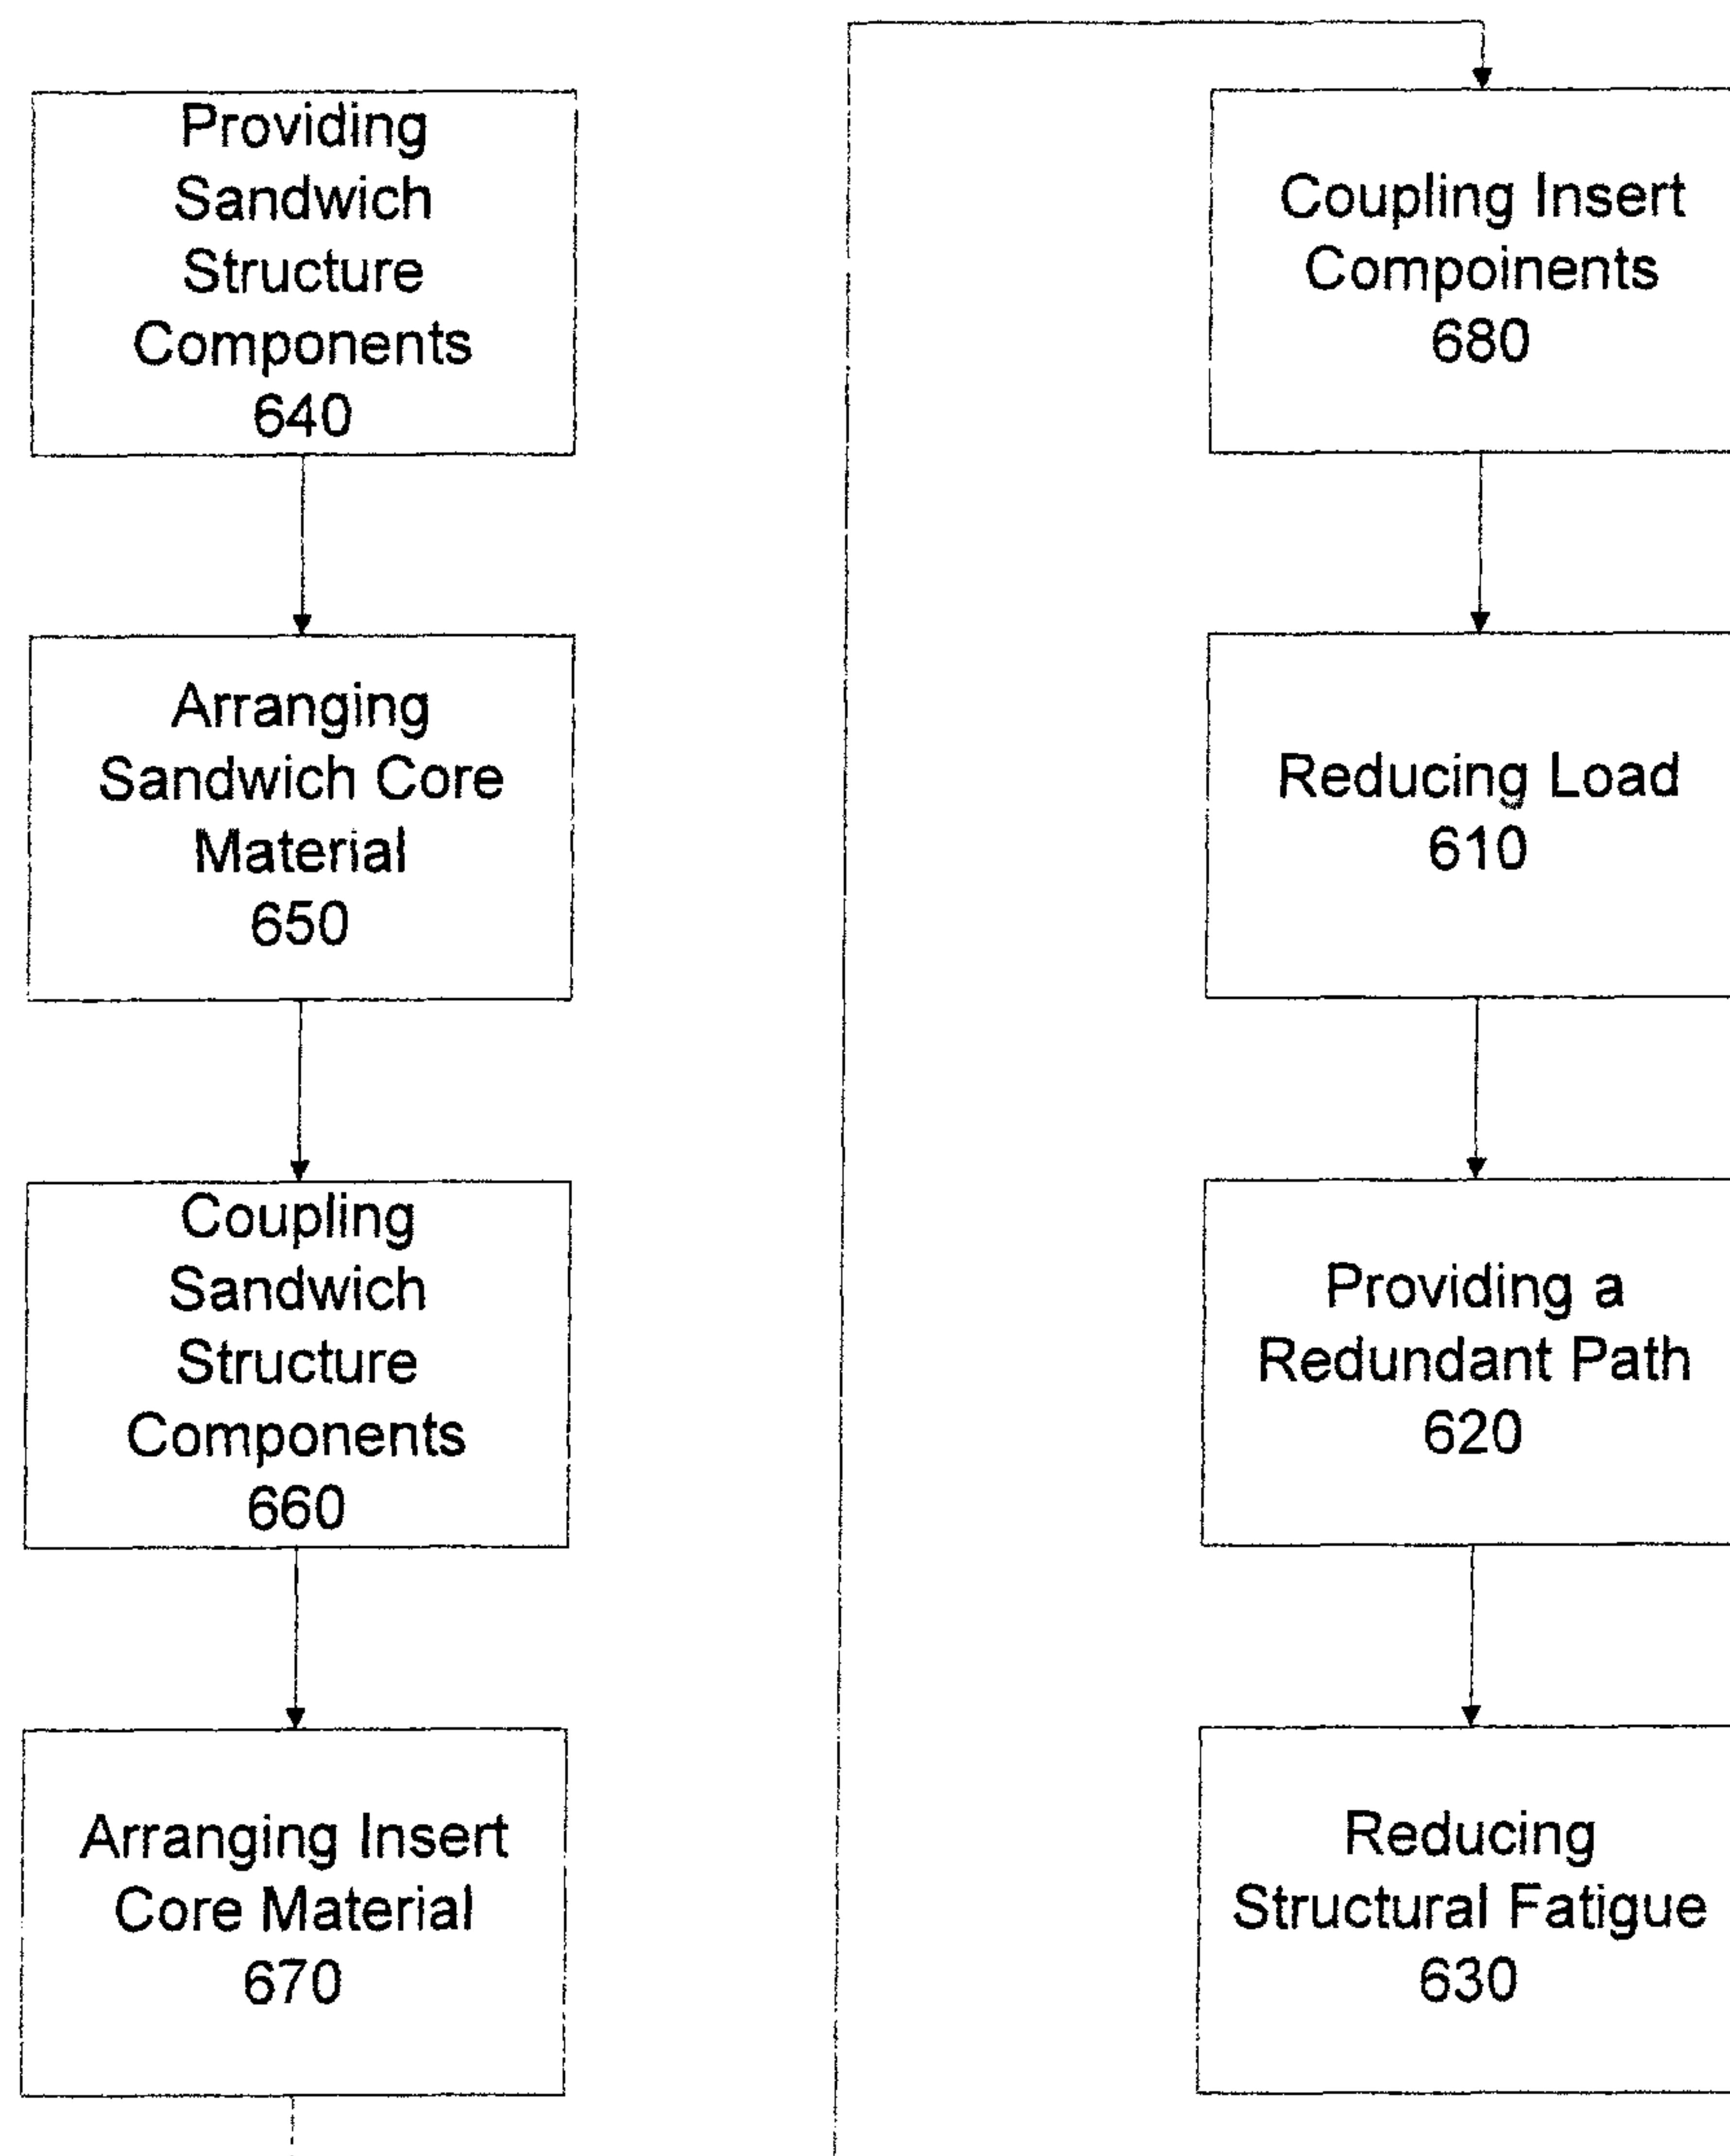 Providing
Sandwich
Structure
Components
640
Arranging
Sandwich Core
Material
650
Coupling
Sandwich
Structure
Components
660
Arranging Insert
Core Material
670
Coupling Insert
Compoinents
680
Reducing Load
610
Providing a
Redundant Path
620
Reducing
Structural Fatigue
630